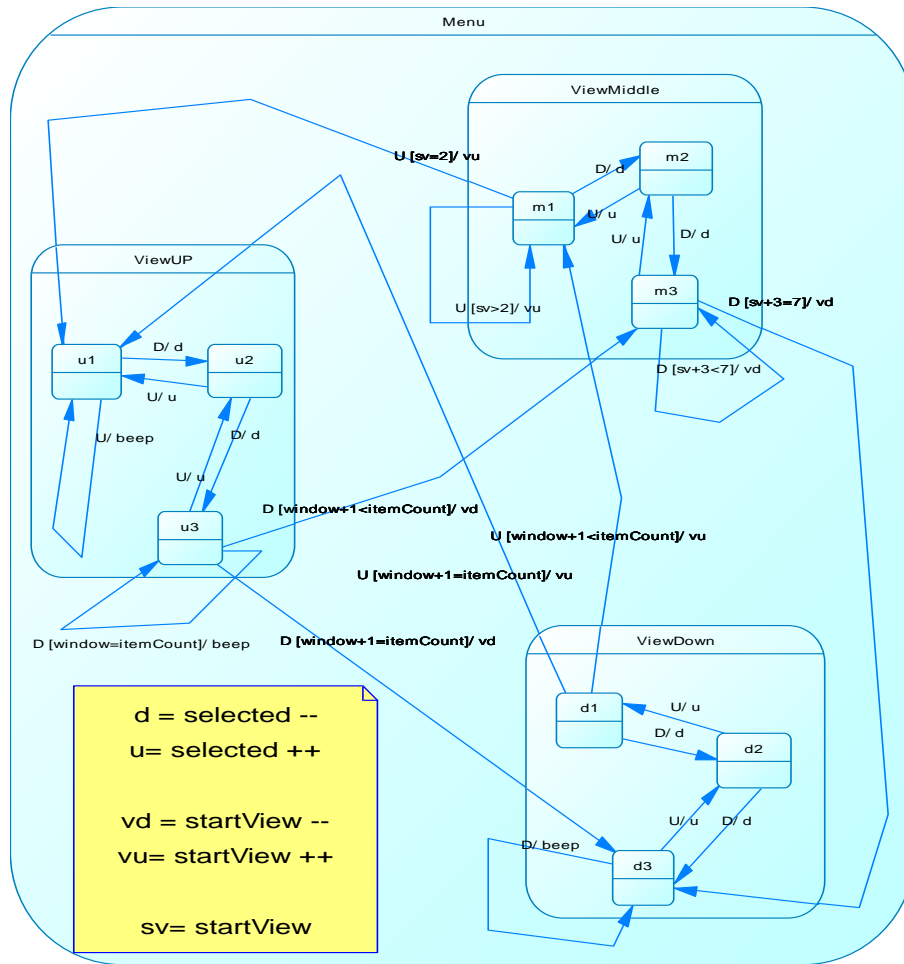 Menu
ViewMiddle
U [sv=2]/ vu
D/ d
m2
m1
U/ u
U/ u
D/ d
ViewUP
m3
U [sv>2]/ vu
D [sv+3=7]/ vd
u1
D/ d
u2
D [sv+3<7]/ vd
U/ u
U/ beep
D/ d
U/ u
D [window+1<itemCount]/ vd
u3
U [window+1<itemCount]/ vu
U [window+1=itemCount]/ vu
D [window=itemCount]/ beep
D [window+1=itemCount]/ vd
ViewDown
d1
U/ u
D/ d
d2
U/ u
D/ d
D/ beep
d3
d = selected --
u= selected ++
vd = startView --
vu= startView ++
sv= startView